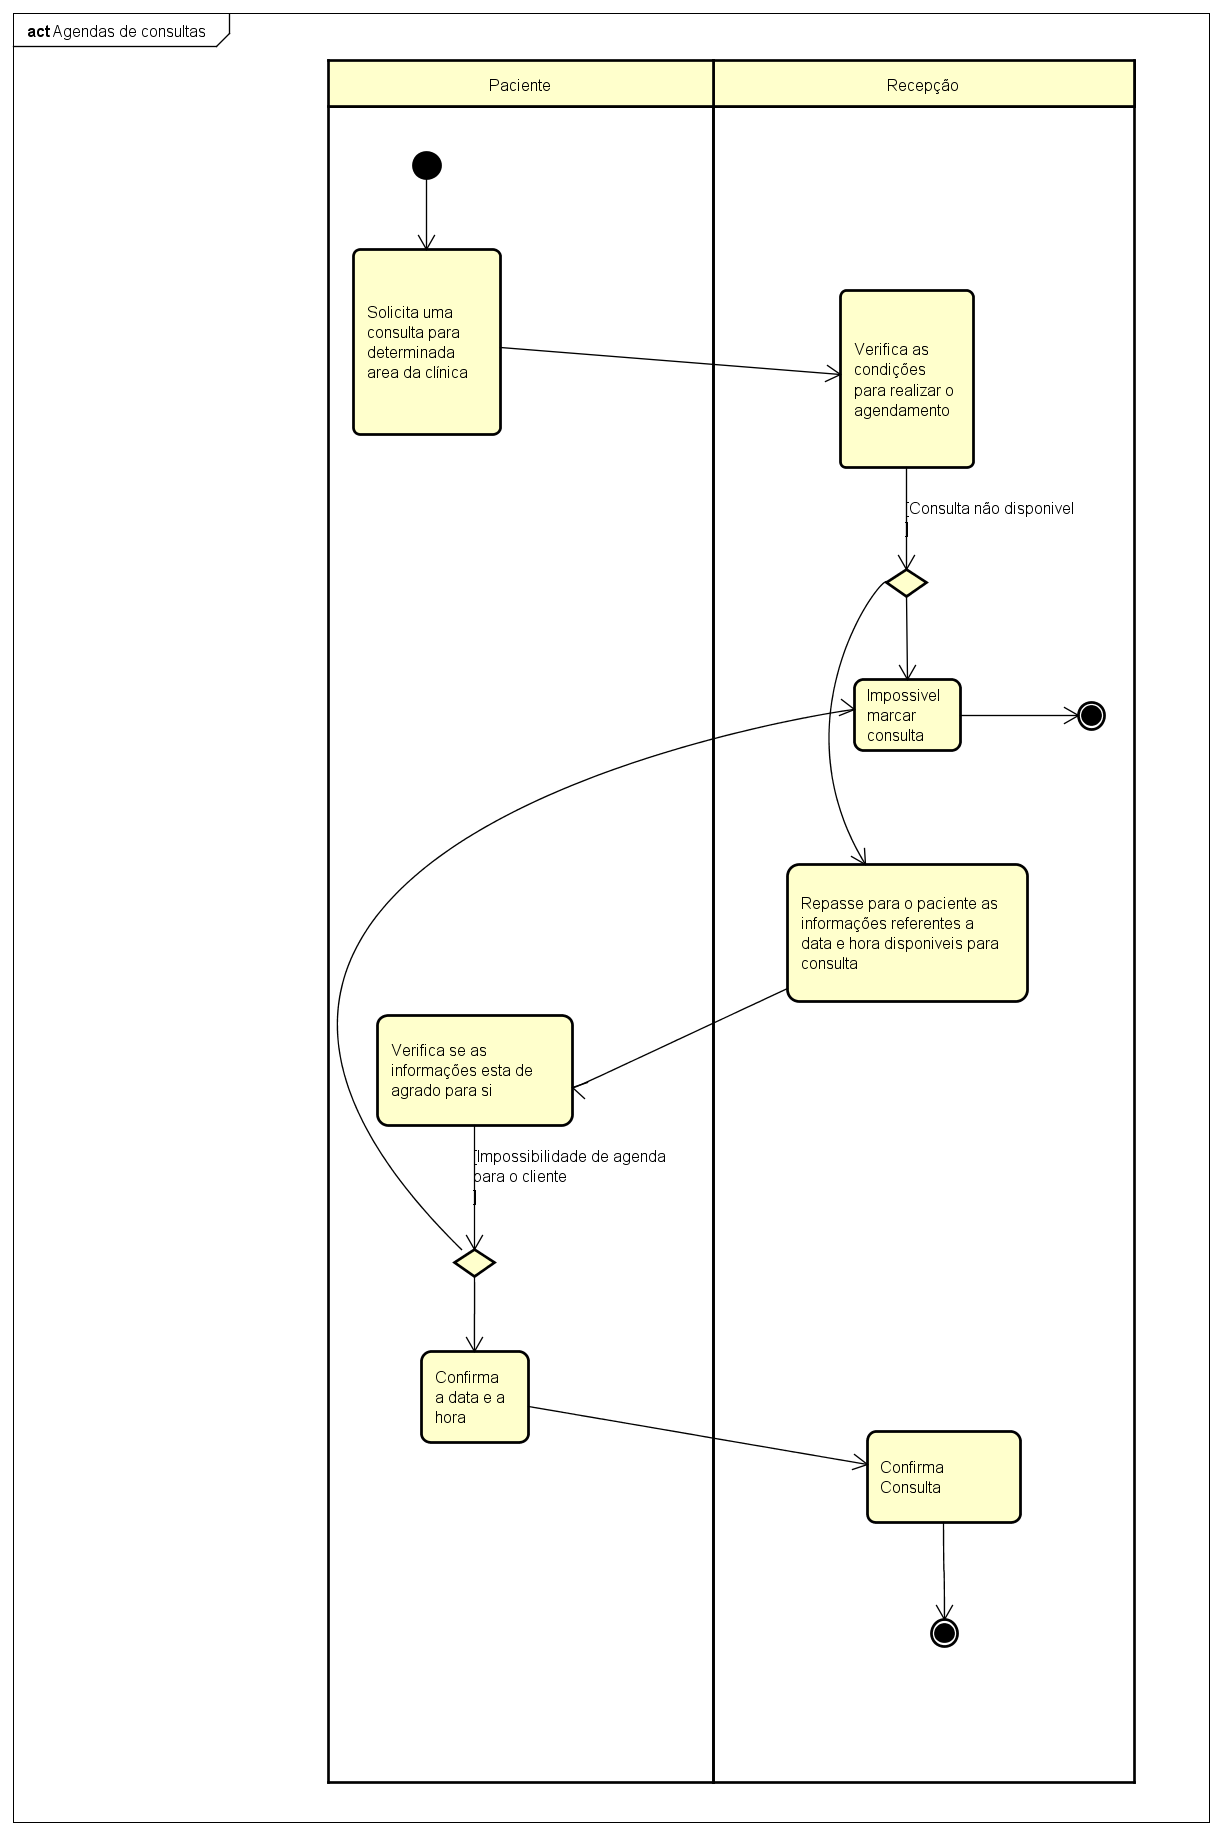 act Agendas de consultas
Paciente
Recepção
Solicita uma
consulta para
determinada
area da clínica
Verifica as
condições
para realizar o
agendamento
[Consulta não disponivel
]
Impossivel
marcar
consulta
Repasse para o paciente as
informações referentes a
data e hora disponiveis para
consulta
Verifica se as
informações esta de
agrado para si
[Impossibilidade de agenda
para o cliente
]
Confirma
a data e a
hora
Confirma
Consulta